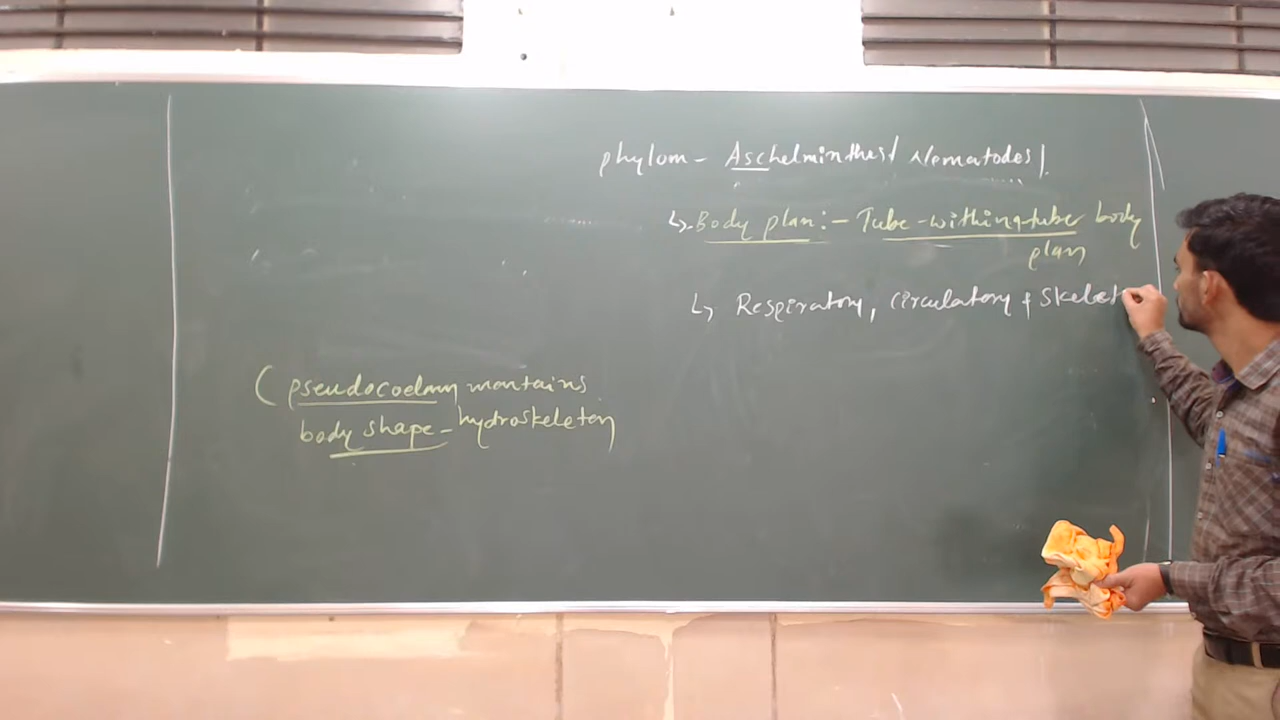 phylum - Aschelminthes/ Nematodes/.
↳. Body plan :- Tube-within-tube body
plan
↳ Respiratory, circulatory & Skelet
( pseudocoelom maintains
body shape - hydroskeleton